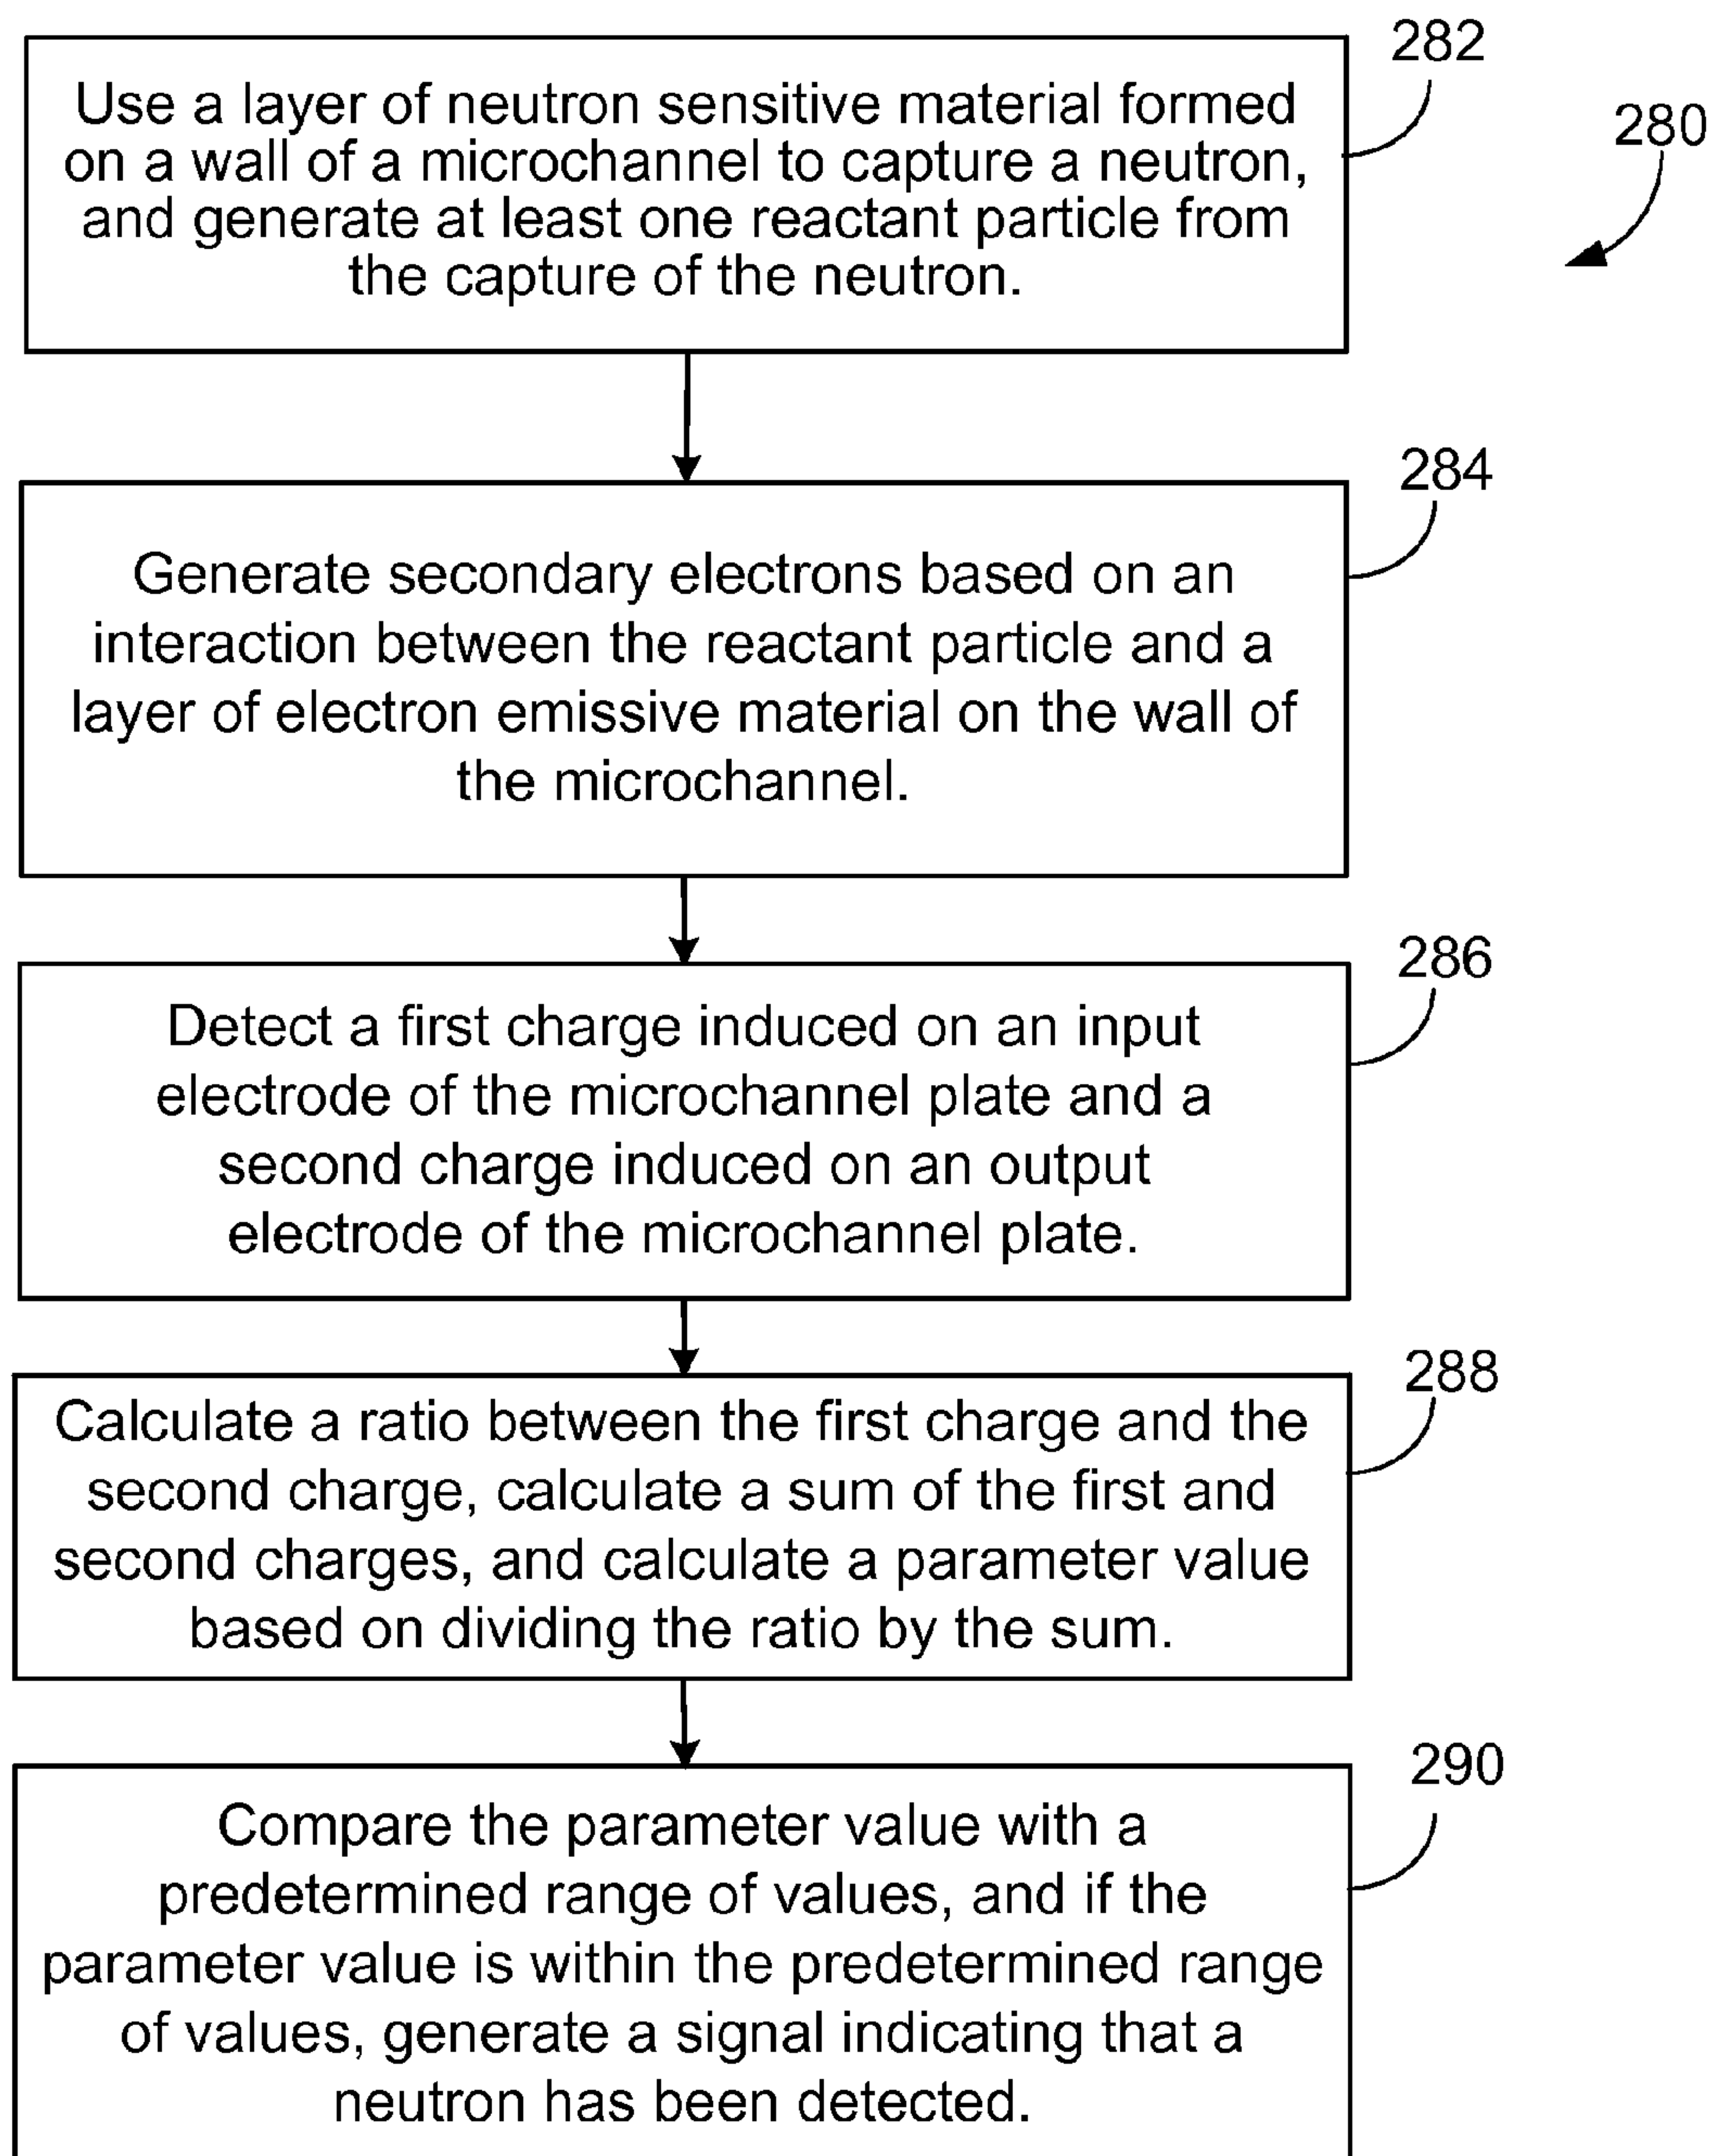 282
280
Use a layer of neutron sensitive material formed
on a wall of a microchannel to capture a neutron,
and generate at least one reactant particle from
the capture of the neutron.
284
Generate secondary electrons based on an
interaction between the reactant particle and a
layer of electron emissive material on the wall of
the microchannel.
286
Detect a first charge induced on an input
electrode of the microchannel plate and a
second charge induced on an output
electrode of the microchannel plate.
288
Calculate a ratio between the first charge and the
second charge, calculate a sum of the first and
second charges, and calculate a parameter value
based on dividing the ratio by the sum.
290
Compare the parameter value with a
predetermined range of values, and if the
parameter value is within the predetermined range
of values, generate a signal indicating that a
neutron has been detected.